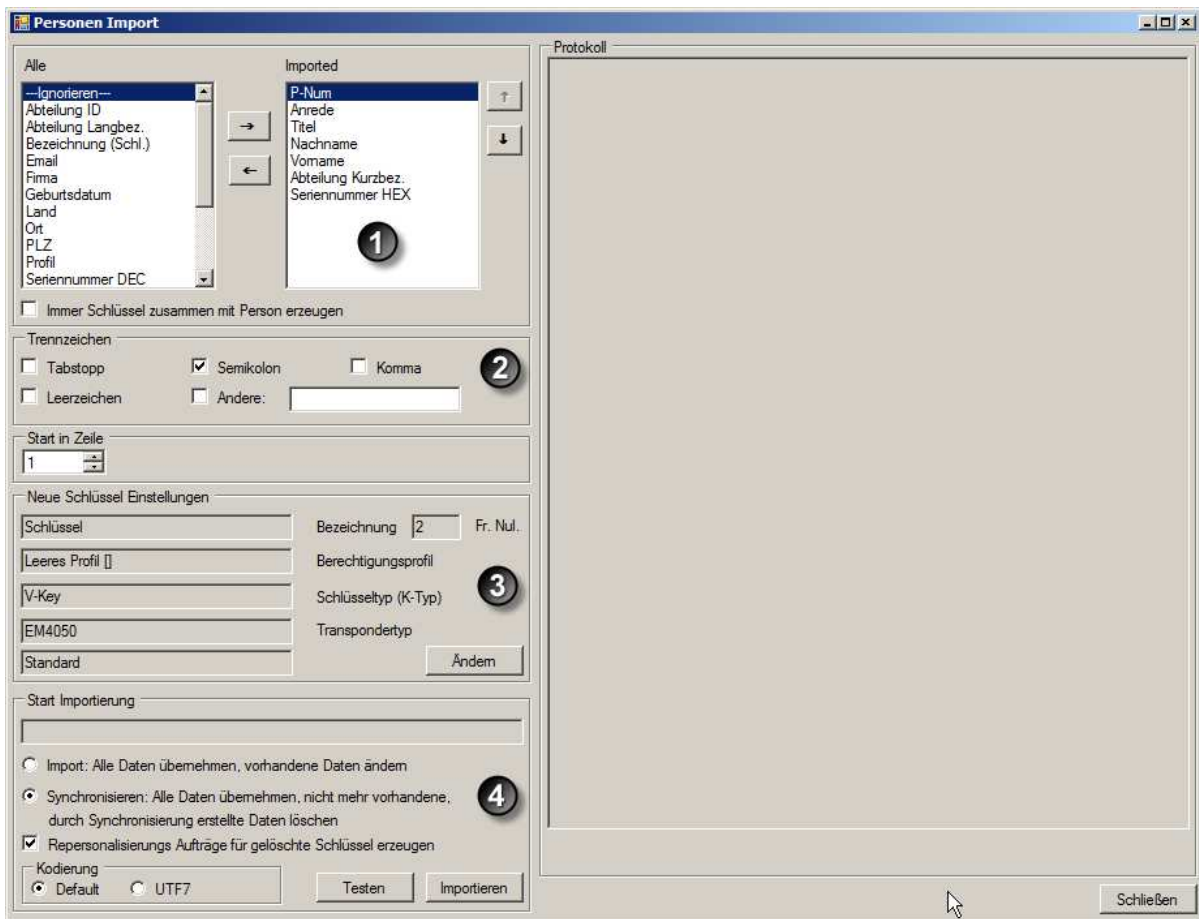 Personen Import
Alle
---Ignorieren---
Abteilung ID
Abteilung Langbez.
Bezeichnung (Schl.)
Email
Firma
Geburtsdatum
Land
Ort
PLZ
Profil
Seriennummer DEC
Imported
P-Num
Anrede
Titel
Nachname
Vorname
Abteilung Kurzbez.
Seriennummer HEX
1
Immer Schlüssel zusammen mit Person erzeugen
Trennzeichen
Tabstopp Semikolon Komma
Leerzeichen Andere:
2
Start in Zeile
1
Neue Schlüssel Einstellungen
Schlüssel Bezeichnung 2 Fr. Nul.
Leeres Profil [] Berechtigungsprofil
V-Key Schlüsseltyp (K-Typ)
3
EM4050 Transpondertyp
Standard Ändern
Start Importierung
Import: Alle Daten übernehmen, vorhandene Daten ändern
Synchronisieren: Alle Daten übernehmen, nicht mehr vorhandene,
durch Synchronisierung erstellte Daten löschen
4
Repersonalisierungs Aufträge für gelöschte Schlüssel erzeugen
Kodierung
Default UTF7 Testen Importieren
Protokoll
Schließen